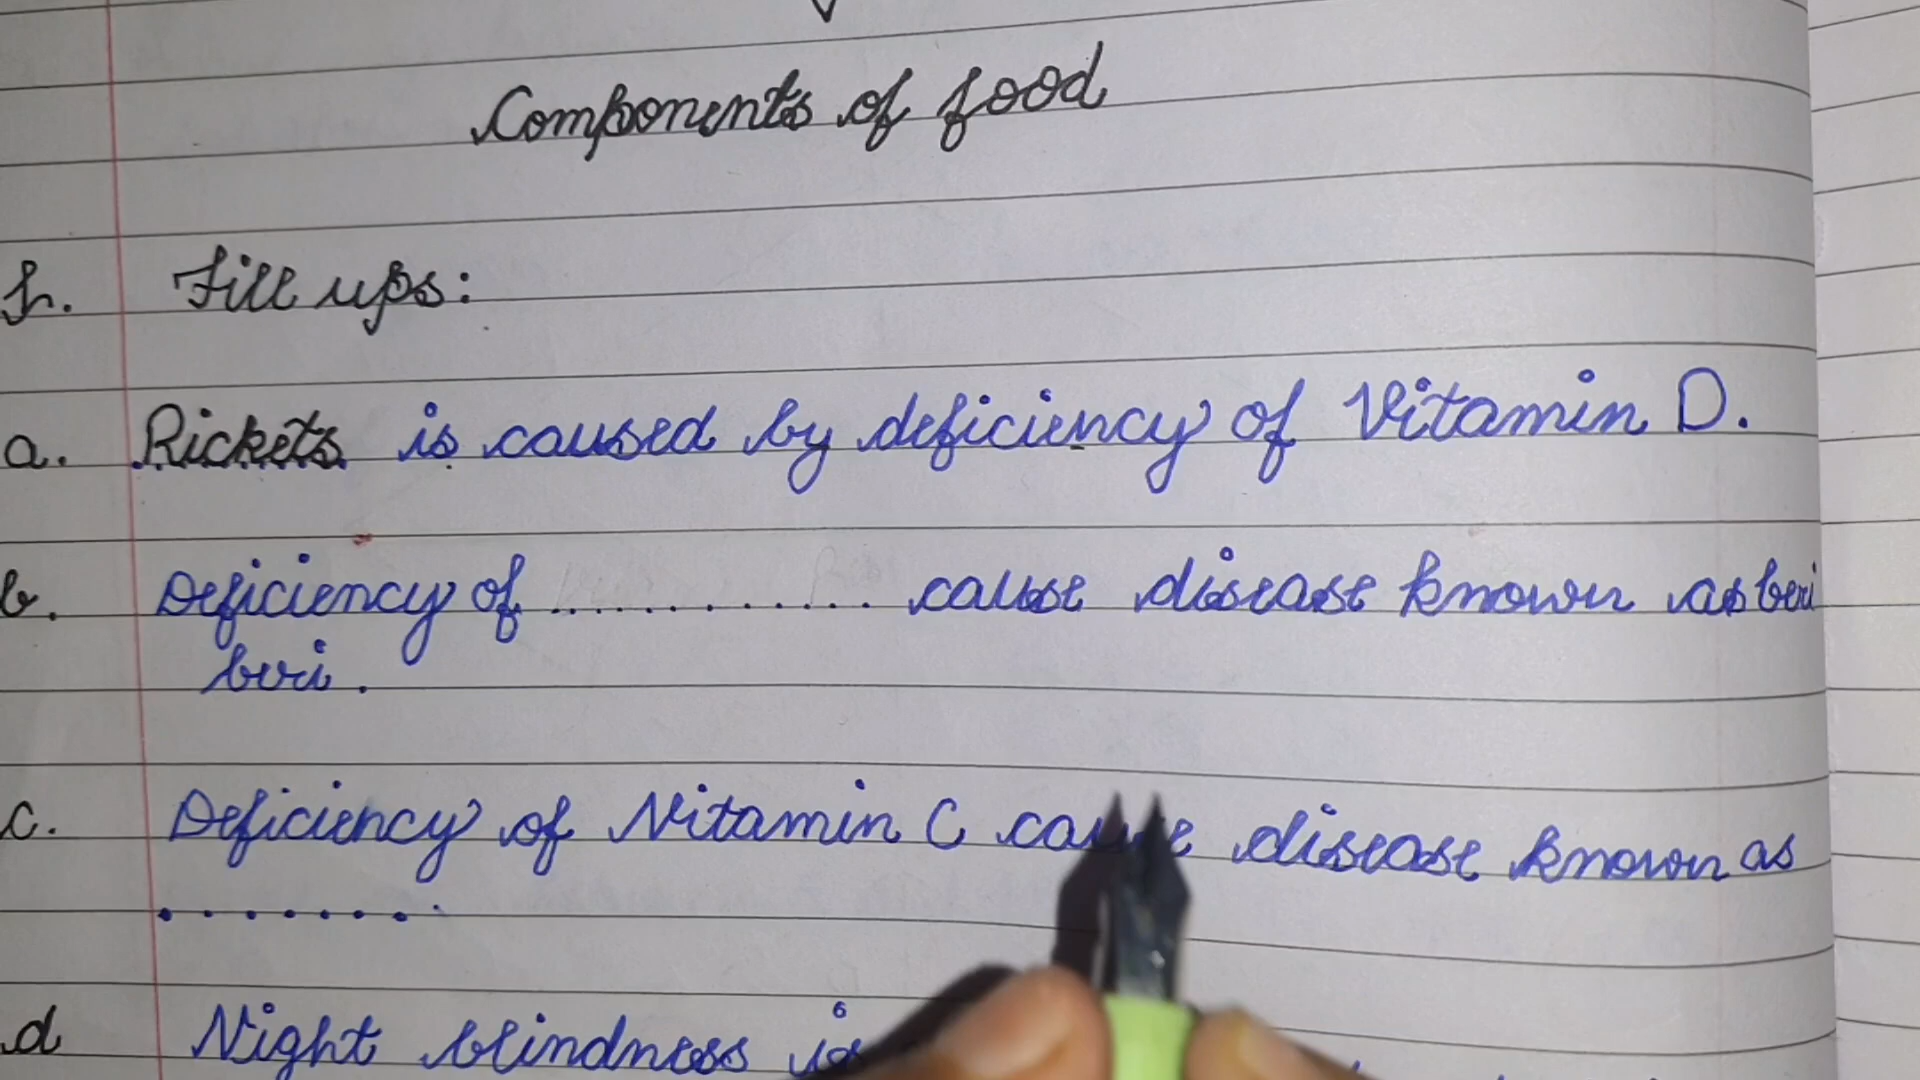 Components of food
h. Fill ups:
a. Rickets is caused by deficiency of Vitamin D.
b. Deficiency of ............ cause disease known as beri
beri.
c. Deficiency of Vitamin C cause disease known as
........
d Night blindness is